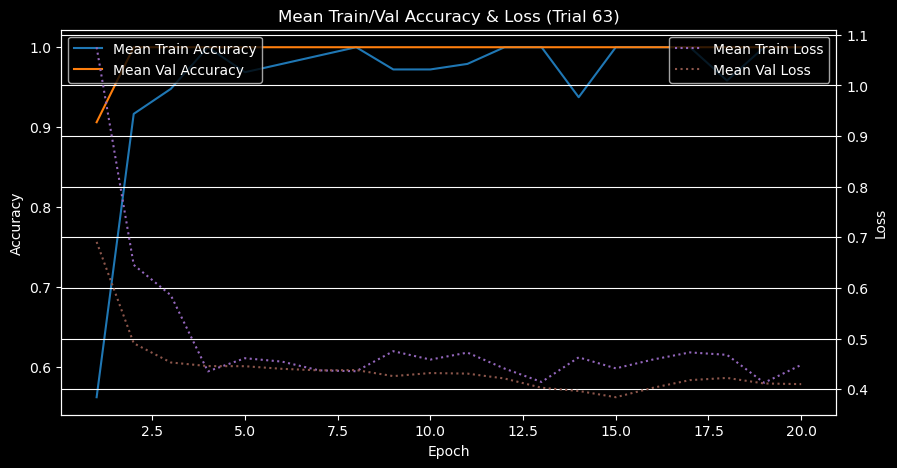 Mean Train/Val Accuracy & Loss (Trial 63)
Mean Train Accuracy
Mean Val Accuracy
Mean Train Loss
Mean Val Loss
1.0
0.9
0.8
0.7
0.6
Accuracy
1.1
1.0
0.9
0.8
0.7
0.6
0.5
0.4
Loss
2.5 5.0 7.5 10.0 12.5 15.0 17.5 20.0
Epoch